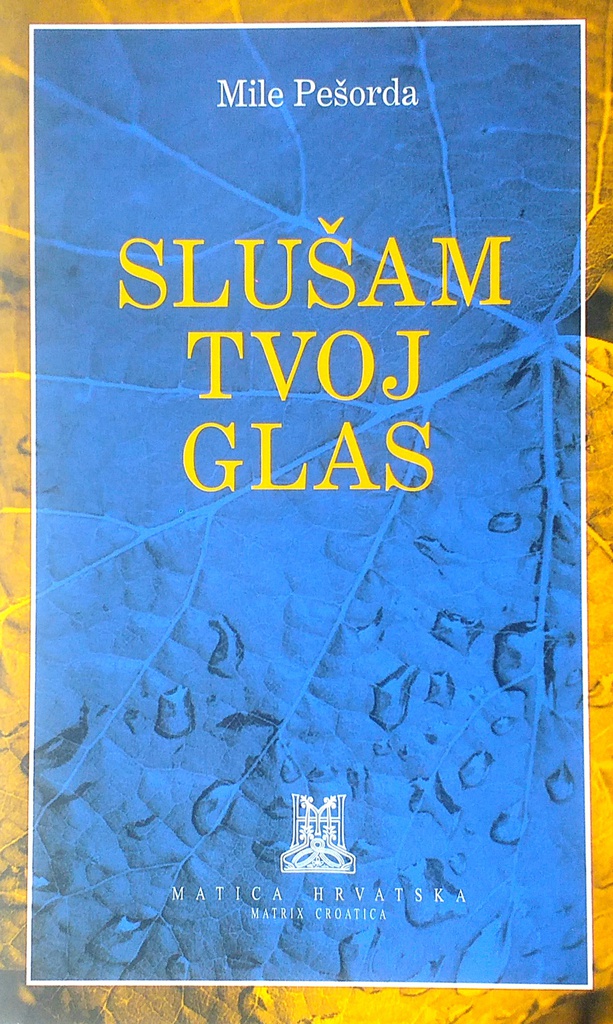 Mile Pešorda
SLUŠAM
TVOJ
GLAS
MATICA HRVATSKA
MATRIX CROATICA